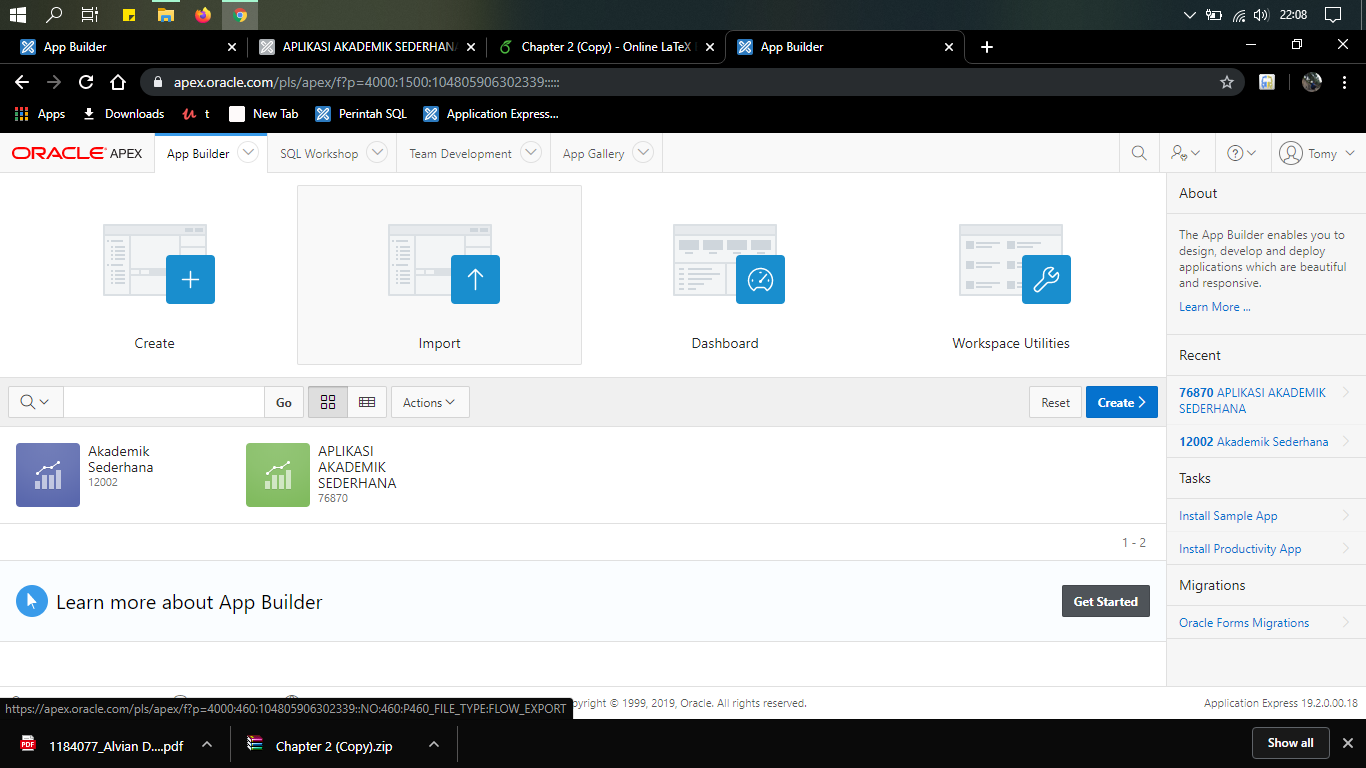 22:08
App Builder
APLIKASI AKADEMIK SEDERHANA
Chapter 2 (Copy) - Online LaTeX
App Builder
apex.oracle.com/pls/apex/f?p=4000:1500:104805906302339:::::
Apps
Downloads
t
New Tab
Perintah SQL
Application Express...
ORACLE APEX
App Builder
SQL Workshop
Team Development
App Gallery
Tomy
Create
Import
Dashboard
Workspace Utilities
Go
Actions
Reset
Create
Akademik
Sederhana
12002
APLIKASI
AKADEMIK
SEDERHANA
76870
1 - 2
Learn more about App Builder
Get Started
About
The App Builder enables you to
design, develop and deploy
applications which are beautiful
and responsive.
Learn More ...
Recent
76870 APLIKASI AKADEMIK
SEDERHANA
12002 Akademik Sederhana
Tasks
Install Sample App
Install Productivity App
Migrations
Oracle Forms Migrations
https://apex.oracle.com/pls/apex/f?p=4000:460:104805906302339::NO:460:P460_FILE_TYPE:FLOW_EXPORT
pyright © 1999, 2019, Oracle. All rights reserved.
Application Express 19.2.0.00.18
PDF
1184077_Alvian D....pdf
Chapter 2 (Copy).zip
Show all